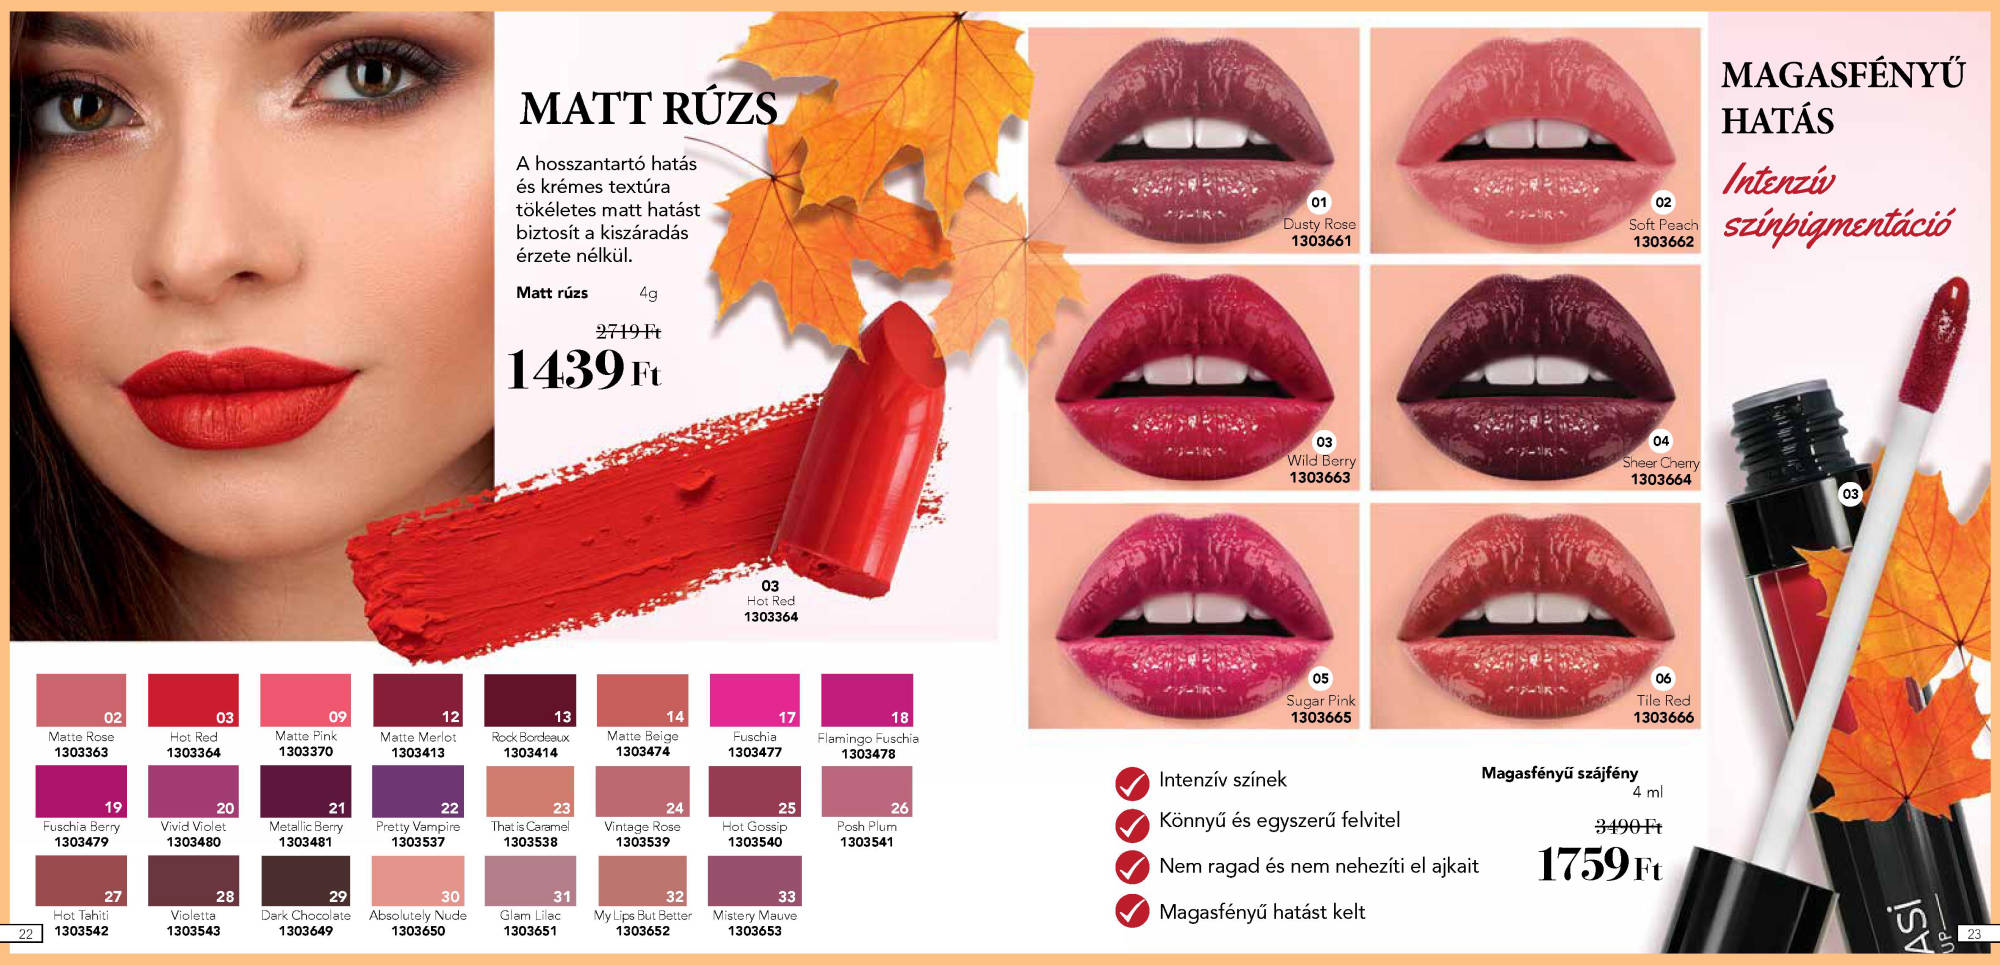 MATT RÚZS
A hosszantartó hatás
és krémes textúra
tökéletes matt hatást
biztosít a kiszáradás
érzete nélkül.
Matt rúzs 4g
2719 Ft
1439 Ft
03
Hot Red
1303364
02
Matte Rose
1303363
03
Hot Red
1303364
09
Matte Pink
1303370
12
Matte Merlot
1303413
13
Rock Bordeaux
1303414
14
Matte Beige
1303474
17
Fuschia
1303477
18
Flamingo Fuschia
1303478
19
Fuschia Berry
1303479
20
Vivid Violet
1303480
21
Metallic Berry
1303481
22
Pretty Vampire
1303537
23
That is Caramel
1303538
24
Vintage Rose
1303539
25
Hot Gossip
1303540
26
Posh Plum
1303541
27
Hot Tahiti
1303542
28
Violetta
1303543
29
Dark Chocolate
1303649
30
Absolutely Nude
1303650
31
Glam Lilac
1303651
32
My Lips But Better
1303652
33
Mistery Mauve
1303653
22
01
Dusty Rose
1303661
02
Soft Peach
1303662
03
Wild Berry
1303663
04
Sheer Cherry
1303664
05
Sugar Pink
1303665
06
Tile Red
1303666
MAGASFÉNYŰ
HATÁS
Intenzív
színpigmentáció
03
Intenzív színek
Könnyű és egyszerű felvitel
Nem ragad és nem nehezíti el ajkait
Magasfényű hatást kelt
Magasfényű szájfény
4 ml
3490 Ft
1759 Ft
ASi
UP
23